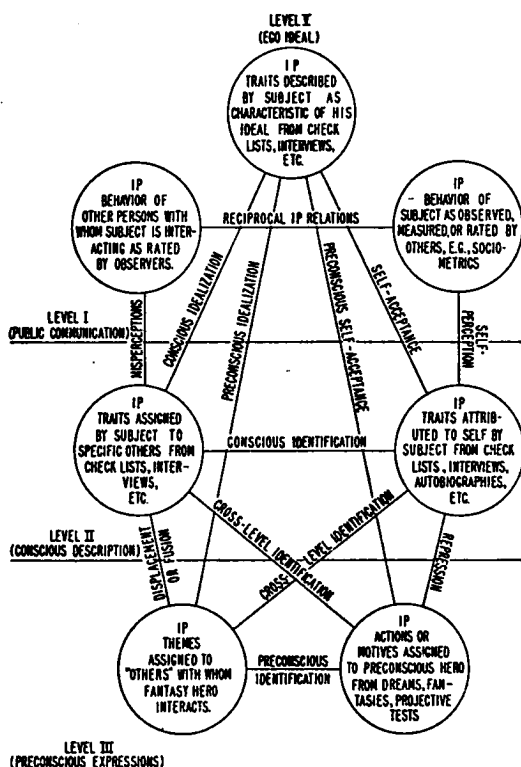 LEVEL V
(EGO IDEAL)
IP
TRAITS DESCRIBED
BY SUBJECT AS
CHARACTERISTIC OF HIS
IDEAL FROM CHECK
LISTS, INTERVIEWS,
ETC.
IP
BEHAVIOR OF
OTHER PERSONS WITH
WHOM SUBJECT IS INTER-
ACTING AS RATED
BY OBSERVERS.
RECIPROCAL IP RELATIONS
IP
- BEHAVIOR OF
SUBJECT AS OBSERVED,
MEASURED, OR RATED BY
OTHERS, E.G., SOCIO-
METRICS
MISPERCEPTIONS
CONSCIOUS IDEALIZATION
PRECONSCIOUS IDEALIZATION
PRECONSCIOUS SELF-
ACCEPTANCE
SELF-ACCEPTANCE
SELF-
PERCEPTION
LEVEL I
(PUBLIC COMMUNICATION)
IP
TRAITS ASSIGNED
BY SUBJECT TO
SPECIFIC OTHERS FROM
CHECK LISTS, INTER-
VIEWS,
ETC.
CONSCIOUS IDENTIFICATION
IP
TRAITS ATTRIB-
UTED TO SELF BY
SUBJECT FROM CHECK
LISTS, INTERVIEWS,
AUTOBIOGRAPHIES,
ETC.
LEVEL II
(CONSCIOUS DESCRIPTION)
DISPLACEMENT
OR FUSION
CROSS-LEVEL IDENTIFICATION
CROSS-LEVEL IDENTIFICATION
REPRESSION
IP
THEMES
ASSIGNED TO
"OTHERS" WITH WHOM
FANTASY HERO
INTERACTS.
PRECONSCIOUS
IDENTIFICATION
IP
ACTIONS OR
MOTIVES ASSIGNED
TO PRECONSCIOUS HERO
FROM DREAMS, FAN-
TASIES, PROJECTIVE
TESTS
LEVEL III
(PRECONSCIOUS EXPRESSIONS)